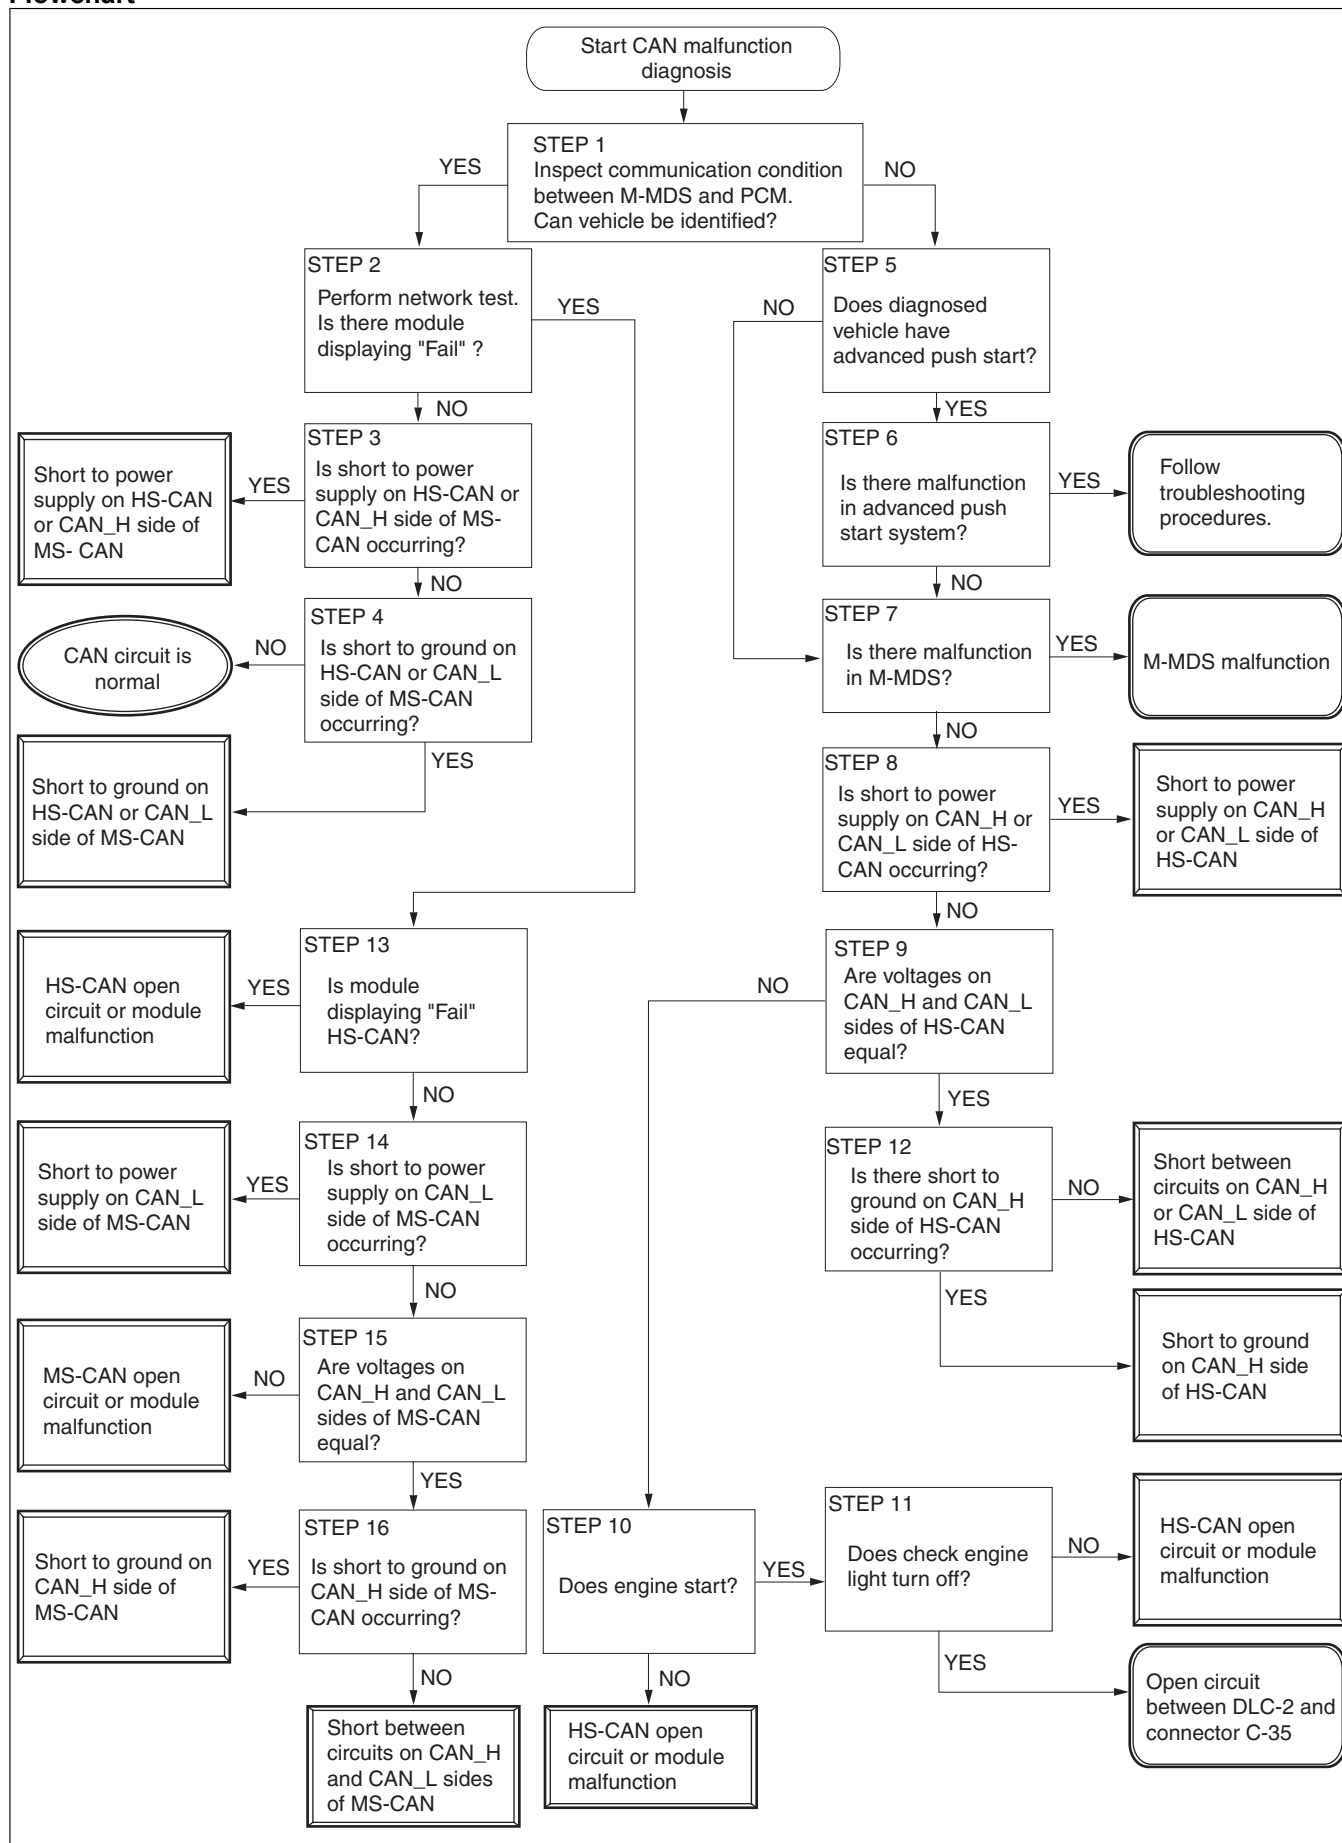 Flowchart
Start CAN malfunction
diagnosis
STEP 1
Inspect communication condition
between M-MDS and PCM.
Can vehicle be identified?
YES
NO
STEP 2
Perform network test.
Is there module
displaying "Fail" ?
YES
NO
STEP 5
Does diagnosed
vehicle have
advanced push start?
NO
YES
STEP 3
Is short to power
supply on HS-CAN or
CAN_H side of MS-
CAN occurring?
YES
NO
Short to power
supply on HS-CAN
or CAN_H side of
MS- CAN
STEP 6
Is there malfunction
in advanced push
start system?
YES
NO
Follow
troubleshooting
procedures.
STEP 4
Is short to ground on
HS-CAN or CAN_L
side of MS-CAN
occurring?
NO
YES
CAN circuit is
normal
Short to ground on
HS-CAN or CAN_L
side of MS-CAN
STEP 7
Is there malfunction
in M-MDS?
YES
NO
M-MDS malfunction
STEP 8
Is short to power
supply on CAN_H or
CAN_L side of HS-
CAN occurring?
YES
NO
Short to power
supply on CAN_H
or CAN_L side of
HS-CAN
STEP 13
Is module
displaying "Fail"
HS-CAN?
YES
NO
HS-CAN open
circuit or module
malfunction
STEP 9
Are voltages on
CAN_H and CAN_L
sides of HS-CAN
equal?
NO
YES
STEP 14
Is short to power
supply on CAN_L
side of MS-CAN
occurring?
YES
NO
Short to power
supply on CAN_L
side of MS-CAN
STEP 12
Is there short to
ground on CAN_H
side of HS-CAN
occurring?
NO
YES
Short between
circuits on CAN_H
or CAN_L side of
HS-CAN
Short to ground
on CAN_H side
of HS-CAN
STEP 15
Are voltages on
CAN_H and CAN_L
sides of MS-CAN
equal?
NO
YES
MS-CAN open
circuit or module
malfunction
STEP 16
Is short to ground on
CAN_H side of MS-
CAN occurring?
YES
NO
Short to ground on
CAN_H side of
MS-CAN
Short between
circuits on CAN_H
and CAN_L sides
of MS-CAN
STEP 10
Does engine start?
YES
NO
HS-CAN open
circuit or module
malfunction
STEP 11
Does check engine
light turn off?
NO
YES
HS-CAN open
circuit or module
malfunction
Open circuit
between DLC-2 and
connector C-35